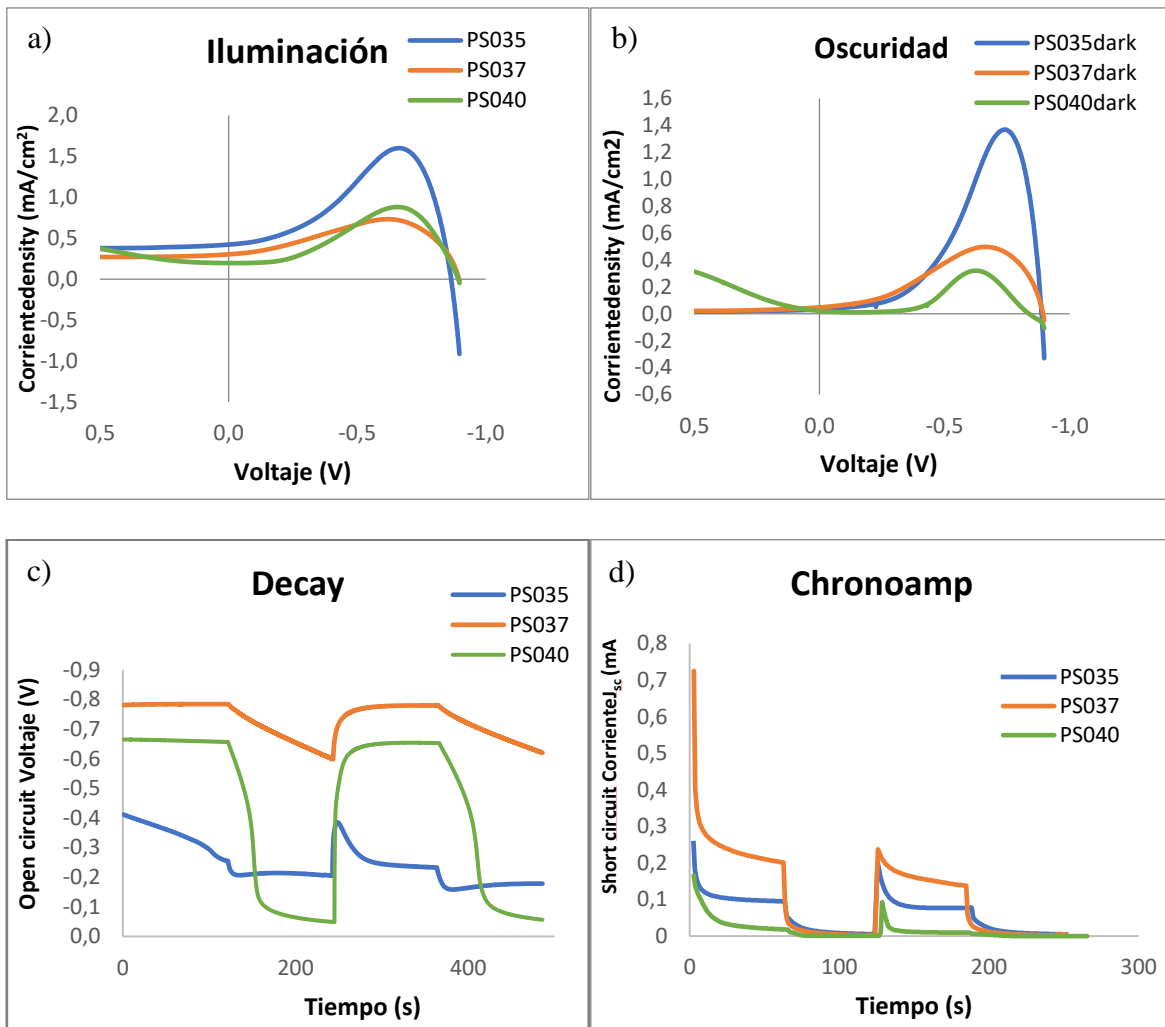 a)
Iluminación
PS035
PS037
PS040
Corrientedensity (mA/cm²)
2,0
1,5
1,0
0,5
0,0
-0,5
-1,0
-1,5
0,5 0,0 -0,5 -1,0
Voltaje (V)
b)
Oscuridad
PS035dark
PS037dark
PS040dark
Corrientedensity (mA/cm2)
1,6
1,4
1,2
1,0
0,8
0,6
0,4
0,2
0,0
-0,2
-0,4
-0,6
0,5 0,0 -0,5 -1,0
Voltaje (V)
c)
Decay
PS035
PS037
PS040
Open circuit Voltaje (V)
-0,9
-0,8
-0,7
-0,6
-0,5
-0,4
-0,3
-0,2
-0,1
0,0
0 200 400
Tiempo (s)
d)
Chronoamp
PS035
PS037
PS040
Short circuit CorrienteJsc (mA
0,8
0,7
0,6
0,5
0,4
0,3
0,2
0,1
0
0 100 200 300
Tiempo (s)